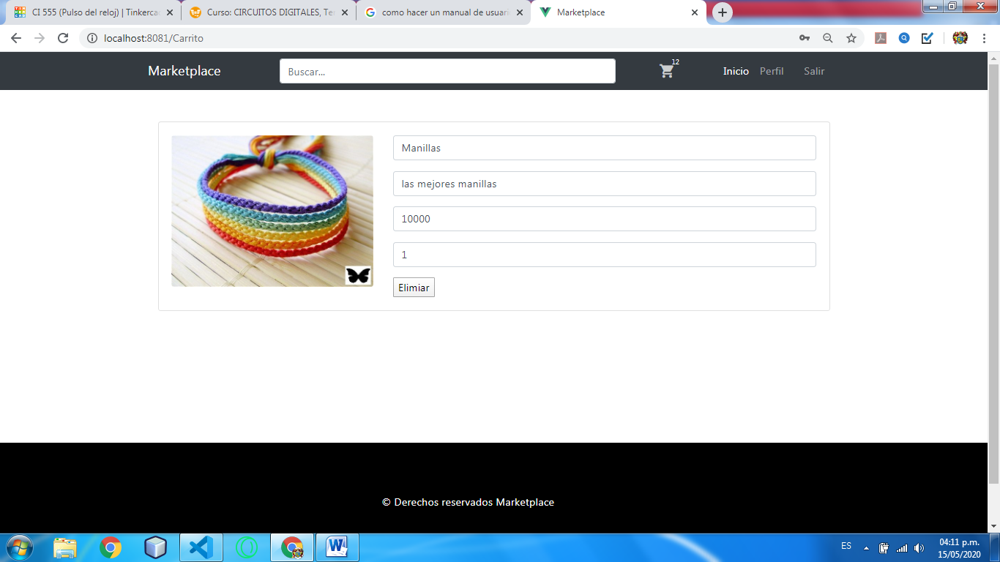 CI 555 (Pulso del reloj) | Tinkerca
Curso: CIRCUITOS DIGITALES, Te
como hacer un manual de usuari
Marketplace
localhost:8081/Carrito
Marketplace
Buscar...
12
Inicio
Perfil
Salir
Manillas
las mejores manillas
10000
1
Elimiar
© Derechos reservados Marketplace
ES
04:11 p.m.
15/05/2020